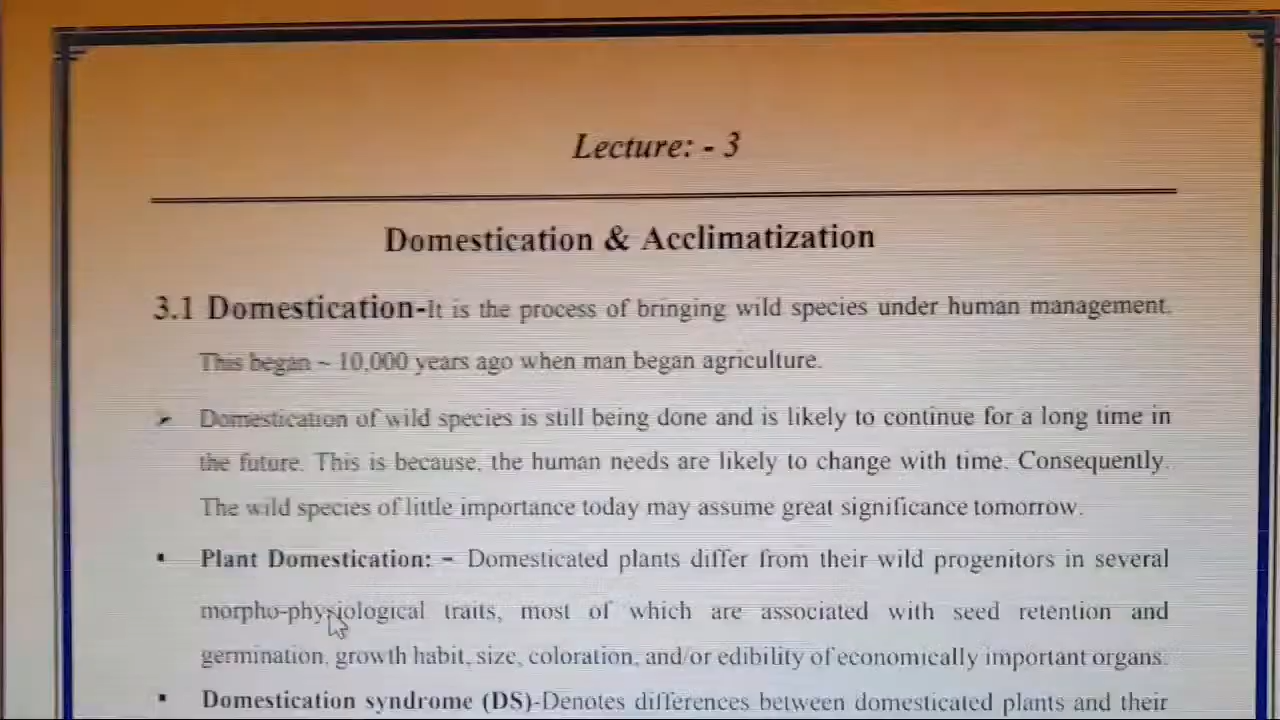 Lecture: - 3
Domestication & Acclimatization
3.1 Domestication-It is the process of bringing wild species under human management.
This began ~ 10,000 years ago when man began agriculture.
➤ Domestication of wild species is still being done and is likely to continue for a long time in
the future. This is because, the human needs are likely to change with time. Consequently.
The wild species of little importance today may assume great significance tomorrow.
▪ Plant Domestication: – Domesticated plants differ from their wild progenitors in several
morpho-physiological traits, most of which are associated with seed retention and
germination, growth habit, size, coloration, and/or edibility of economically important organs.
▪ Domestication syndrome (DS)-Denotes differences between domesticated plants and their